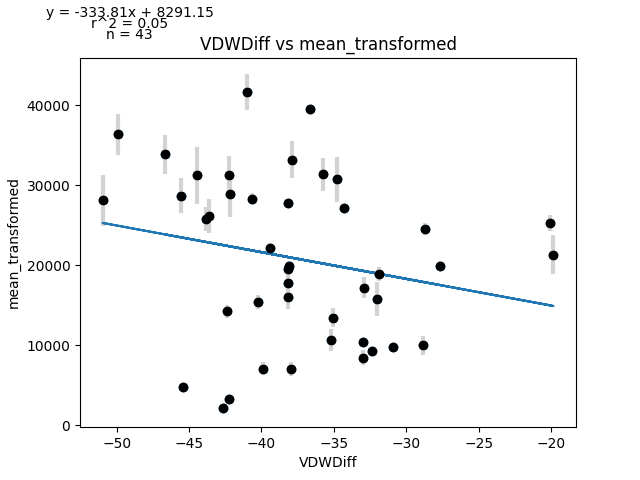 y = -333.81x + 8291.15
r^2 = 0.05
n = 43
VDWDiff vs mean_transformed
40000
30000
20000
10000
0
mean_transformed
−50
−45
−40
−35
−30
−25
−20
VDWDiff